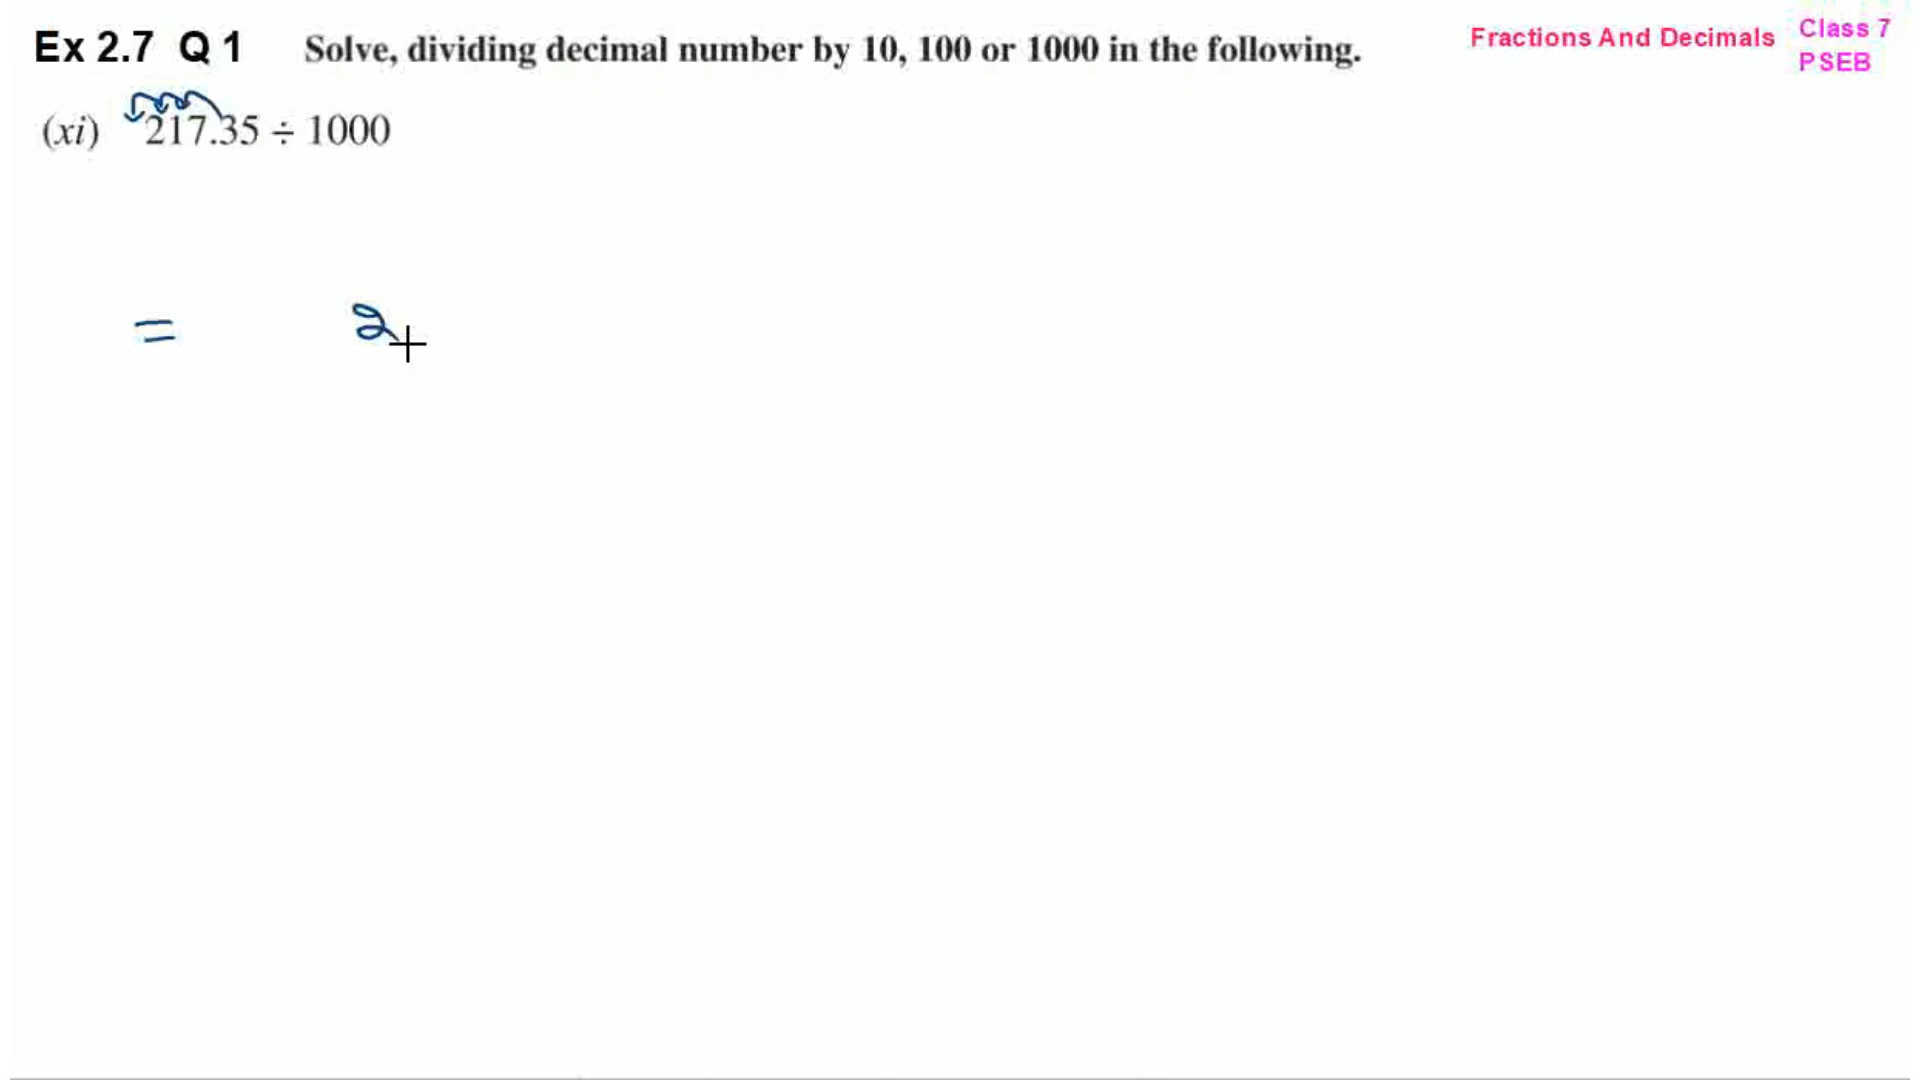 Ex 2.7 Q 1 Solve, dividing decimal number by 10, 100 or 1000 in the following.
Fractions And Decimals
Class 7
PSEB
(xi) 217.35 ÷ 1000
= 2